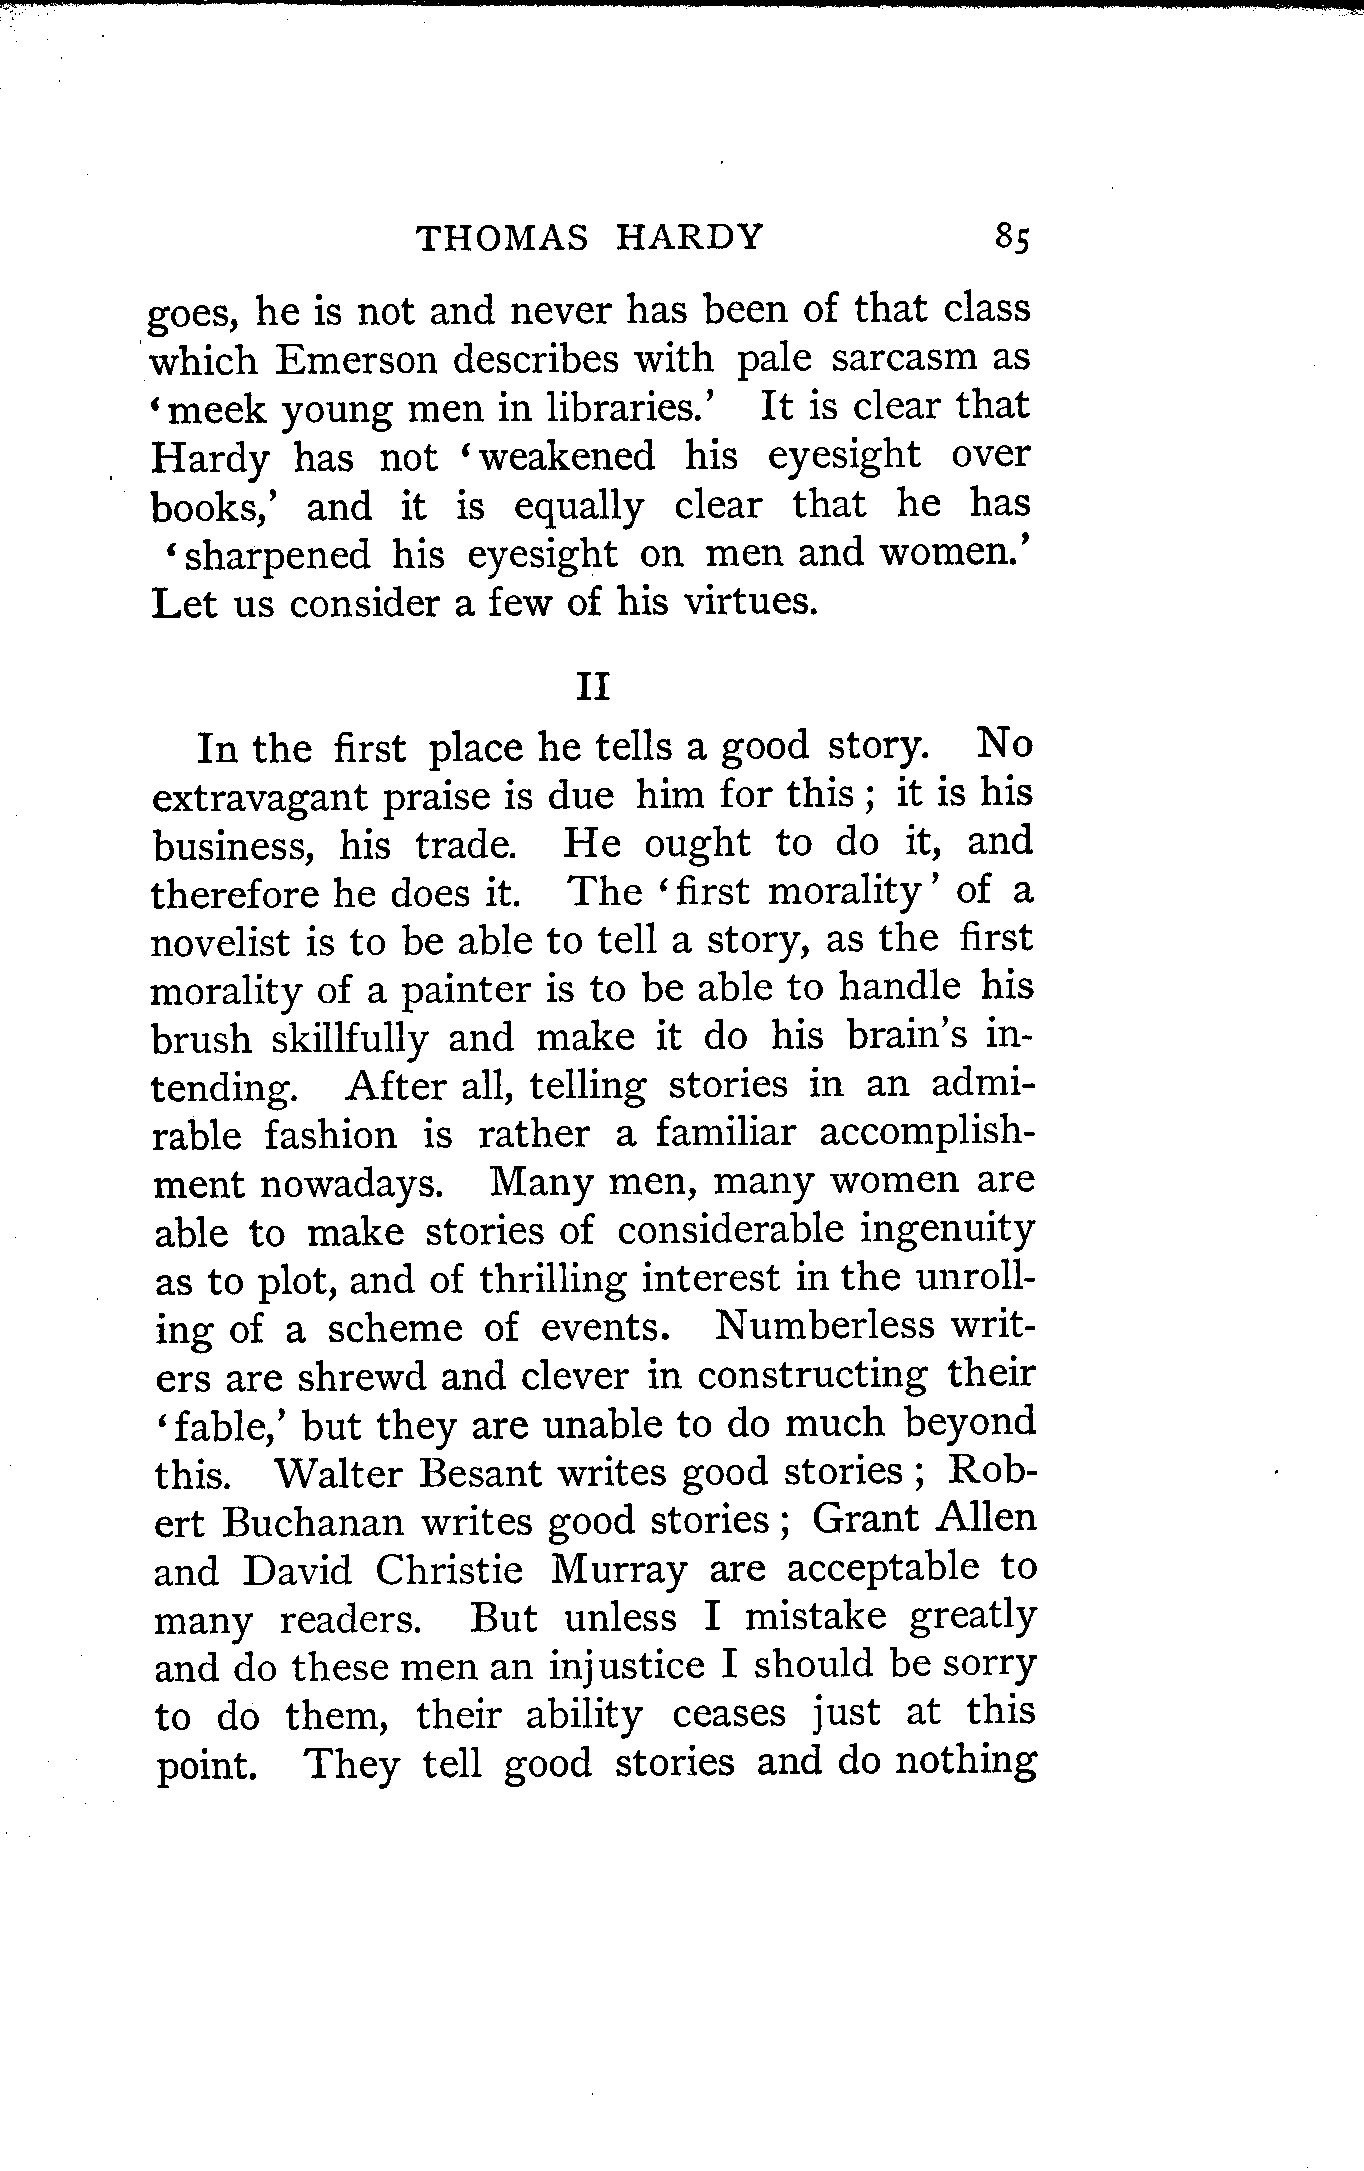 THOMAS HARDY 85
goes, he is not and never has been of that class
which Emerson describes with pale sarcasm as
‘meek young men in libraries.’ It is clear that
Hardy has not ‘weakened his eyesight over
books,’ and it is equally clear that he has
‘sharpened his eyesight on men and women.’
Let us consider a few of his virtues.
II
In the first place he tells a good story. No
extravagant praise is due him for this; it is his
business, his trade. He ought to do it, and
therefore he does it. The ‘first morality’ of a
novelist is to be able to tell a story, as the first
morality of a painter is to be able to handle his
brush skillfully and make it do his brain’s in-
tending. After all, telling stories in an admi-
rable fashion is rather a familiar accomplish-
ment nowadays. Many men, many women are
able to make stories of considerable ingenuity
as to plot, and of thrilling interest in the unroll-
ing of a scheme of events. Numberless writ-
ers are shrewd and clever in constructing their
‘fable,’ but they are unable to do much beyond
this. Walter Besant writes good stories; Rob-
ert Buchanan writes good stories; Grant Allen
and David Christie Murray are acceptable to
many readers. But unless I mistake greatly
and do these men an injustice I should be sorry
to do them, their ability ceases just at this
point. They tell good stories and do nothing